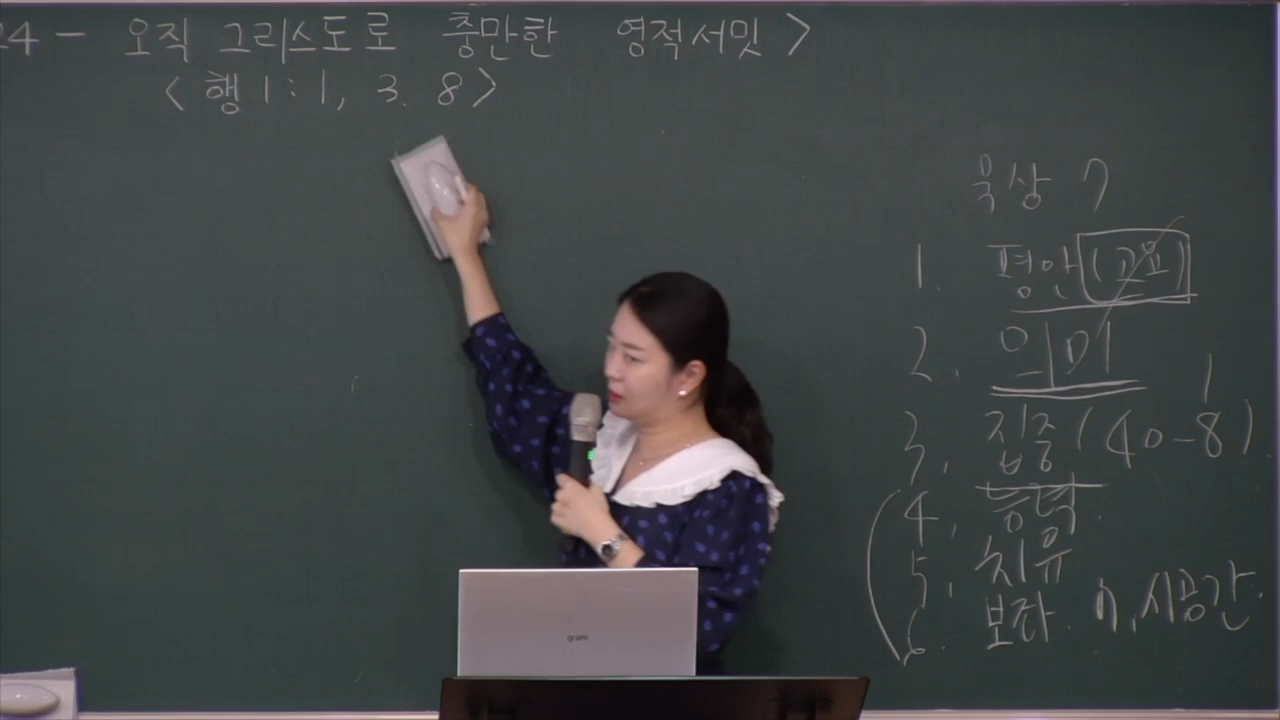 24 - 오직 그리스도로 충만한 영적서밋 >
< 행 1 : 1, 3. 8 >
묵상 7
1. 평안 (고요)
2. 의미
3. 집중 (40-8)
4. 능력.
5. 치유
6. 보좌. 7. 시공간.
gram